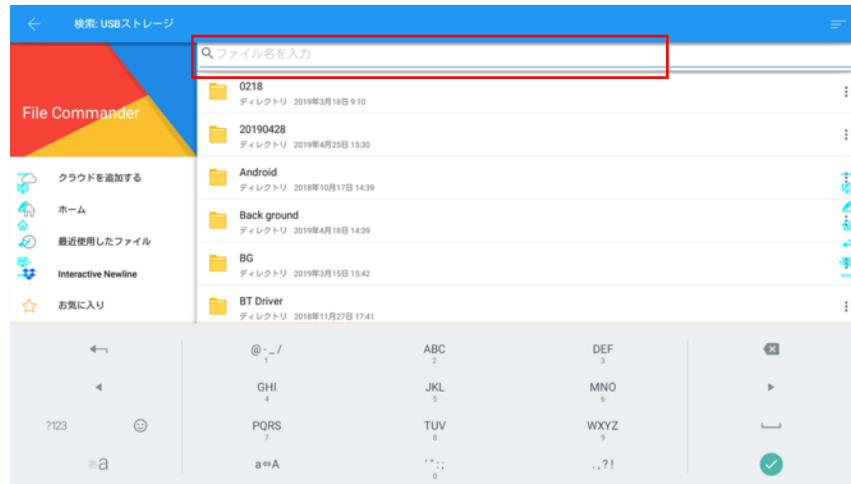 検索: USBストレージ
ファイル名を入力
File Commander
クラウドを追加する
ホーム
最近使用したファイル
Interactive Newline
お気に入り
0218
ディレクトリ 2019年3月18日 9:10
20190428
ディレクトリ 2019年4月25日 15:30
Android
ディレクトリ 2018年10月17日 14:39
Back ground
ディレクトリ 2019年4月18日 14:39
BG
ディレクトリ 2019年3月15日 15:42
BT Driver
ディレクトリ 2018年11月27日 17:41
@-_/
1
ABC
2
DEF
3
GHI
4
JKL
5
MNO
6
?123
PQRS
7
TUV
8
WXYZ
9
あa
a⇔A
'":;
0
.,?!